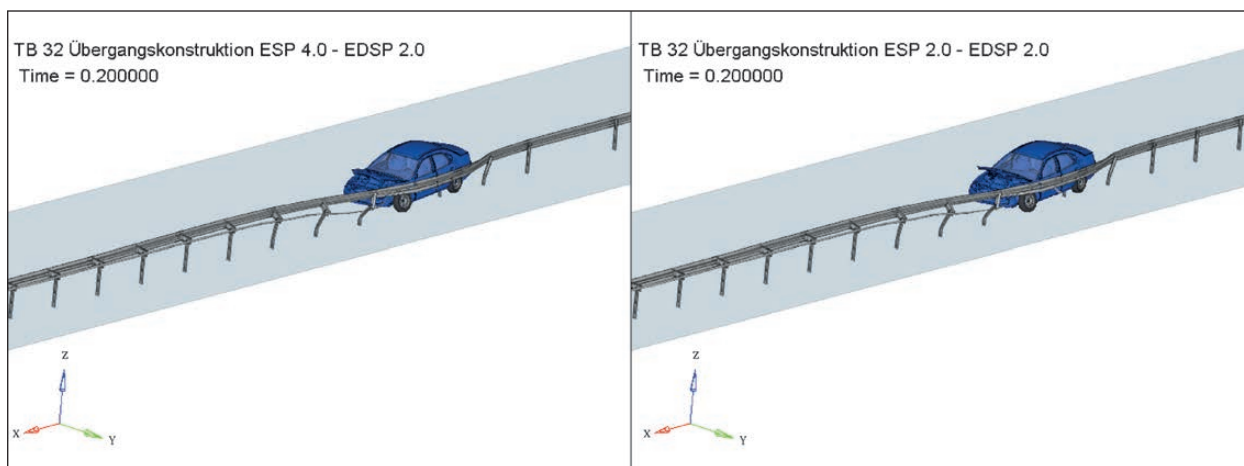 TB 32 Übergangskonstruktion ESP 4.0 - EDSP 2.0
Time = 0.200000
Z
X
Y
TB 32 Übergangskonstruktion ESP 2.0 - EDSP 2.0
Time = 0.200000
Z
X
Y